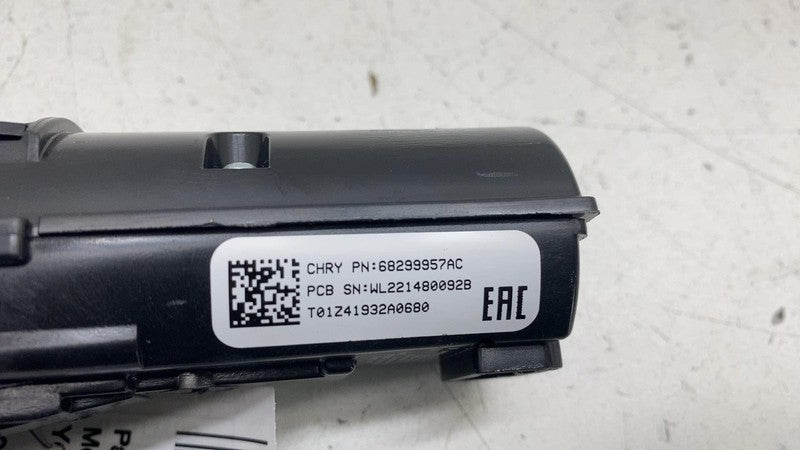 CHRY PN:68299957AC
PCB SN:WL221480092B
T01Z41932A0680
EAC